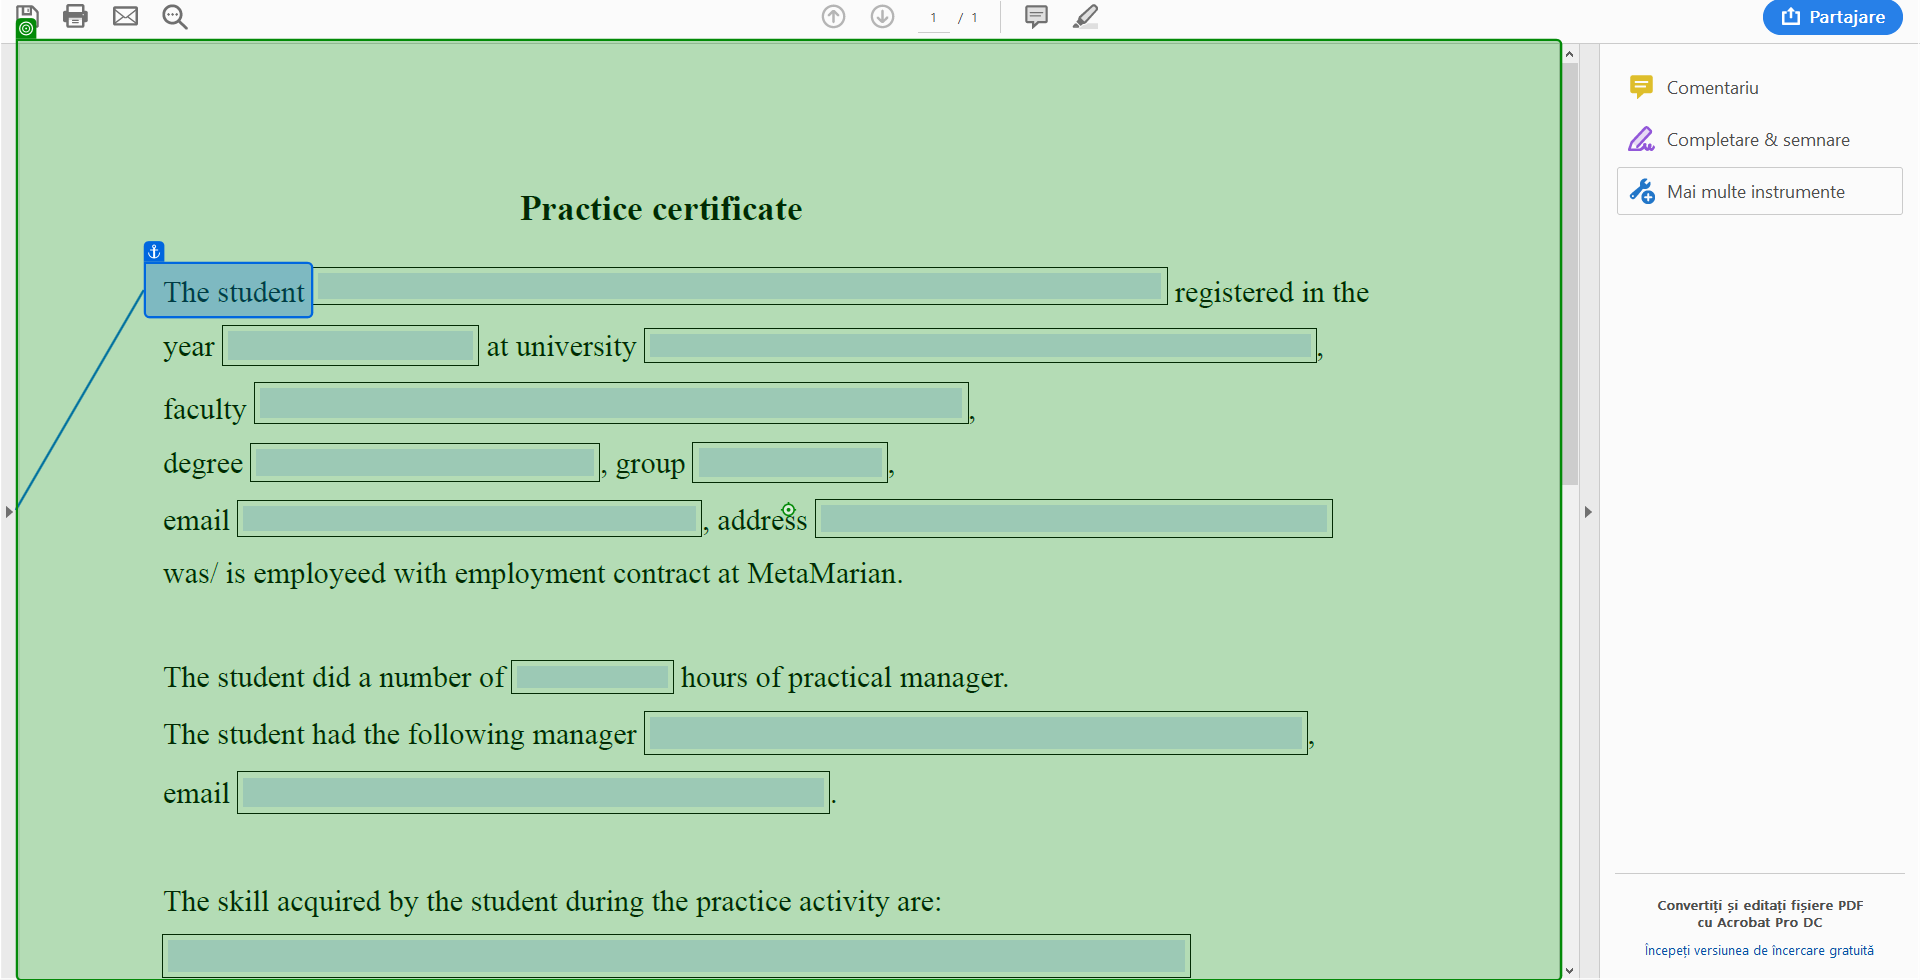 1 / 1
Partajare
Comentariu
Completare & semnare
Mai multe instrumente
Practice certificate
The student registered in the
year at university ,
faculty ,
degree , group ,
email , address
was/ is employeed with employment contract at MetaMarian.
The student did a number of hours of practical manager.
The student had the following manager ,
email .
The skill acquired by the student during the practice activity are:
Convertiți și editați fișiere PDF
cu Acrobat Pro DC
Începeți versiunea de încercare gratuită